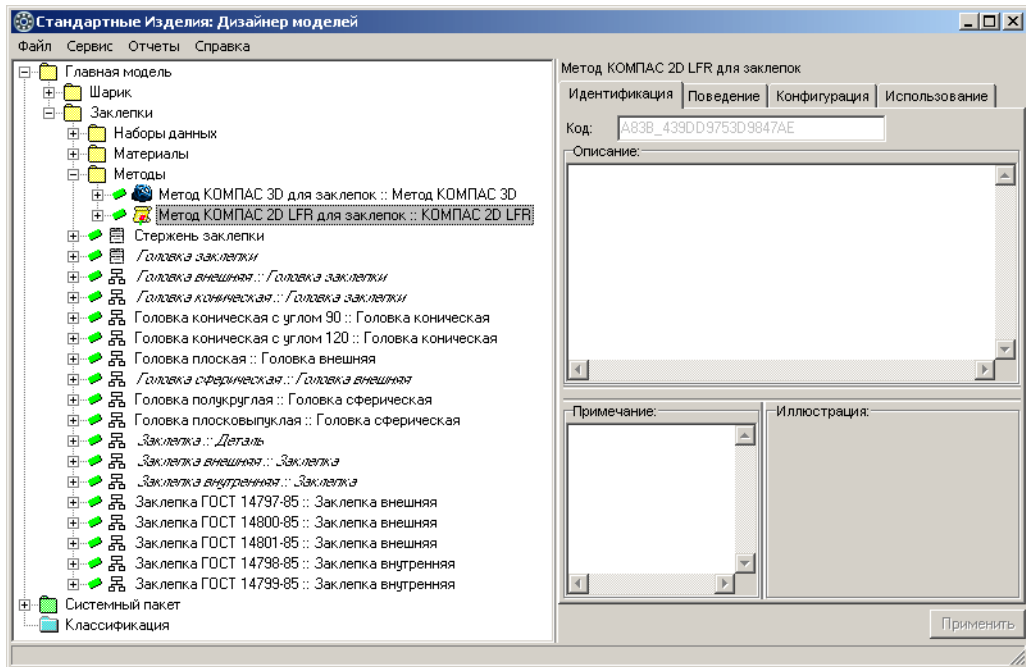 Стандартные Изделия: Дизайнер моделей
Файл Сервис Отчеты Справка
Главная модель
Шарик
Заклепки
Наборы данных
Материалы
Методы
Метод КОМПАС 3D для заклепок :: Метод КОМПАС 3D
Метод КОМПАС 2D LFR для заклепок :: КОМПАС 2D LFR
Стержень заклепки
Головка заклепки
Головка внешняя :: Головка заклепки
Головка коническая :: Головка заклепки
Головка коническая с углом 90 :: Головка коническая
Головка коническая с углом 120 :: Головка коническая
Головка плоская :: Головка внешняя
Головка сферическая :: Головка внешняя
Головка полукруглая :: Головка сферическая
Головка плосковыпуклая :: Головка сферическая
Заклепка :: Деталь
Заклепка внешняя :: Заклепка
Заклепка внутренняя :: Заклепка
Заклепка ГОСТ 14797-85 :: Заклепка внешняя
Заклепка ГОСТ 14800-85 :: Заклепка внешняя
Заклепка ГОСТ 14801-85 :: Заклепка внешняя
Заклепка ГОСТ 14798-85 :: Заклепка внутренняя
Заклепка ГОСТ 14799-85 :: Заклепка внутренняя
Системный пакет
Классификация
Метод КОМПАС 2D LFR для заклепок
Идентификация Поведение Конфигурация Использование
Код: A83B_439DD9753D9847AE
Описание:
Примечание: Иллюстрация:
Применить